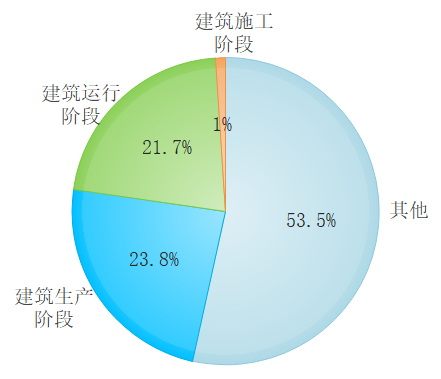 建筑施工
阶段
建筑运行
阶段
1%
21.7%
53.5%
其他
23.8%
建筑生产
阶段